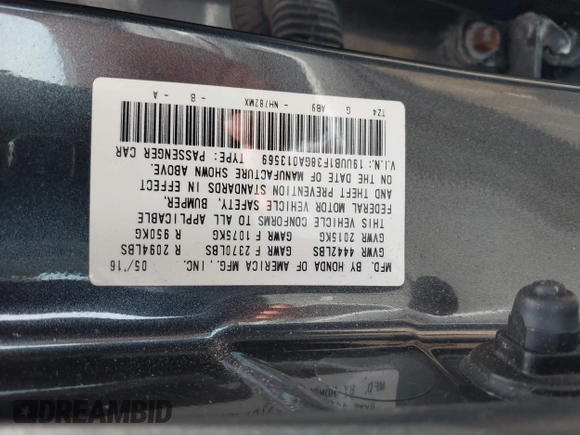 MFD. BY HONDA OF AMERICA MFG., INC. 05/16
GVWR 4442LBS GAWR F 2370LBS R 2094LBS
GVWR 2015KG GAWR F 1075KG R 950KG
THIS VEHICLE CONFORMS TO ALL APPLICABLE
FEDERAL MOTOR VEHICLE SAFETY, BUMPER,
AND THEFT PREVENTION STANDARDS IN EFFECT
ON THE DATE OF MANUFACTURE SHOWN ABOVE.
V.I.N.: 19UUB1F38GA013569 TYPE: PASSENGER CAR
TZ4 G AB9 - NH782MX - B - A
DREAMBID